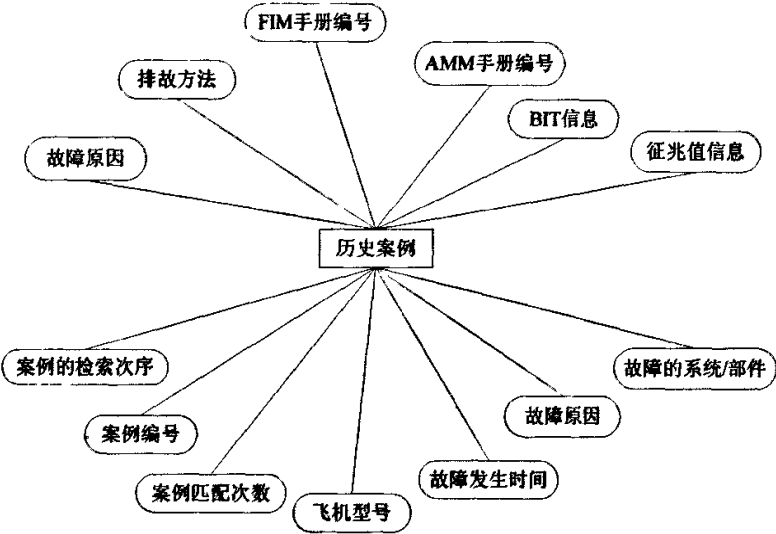 FIM手册编号
AMM手册编号
排故方法
BIT信息
征兆值信息
故障原因
历史案例
案例的检索次序
故障的系统/部件
故障原因
案例编号
故障发生时间
案例匹配次数
飞机型号